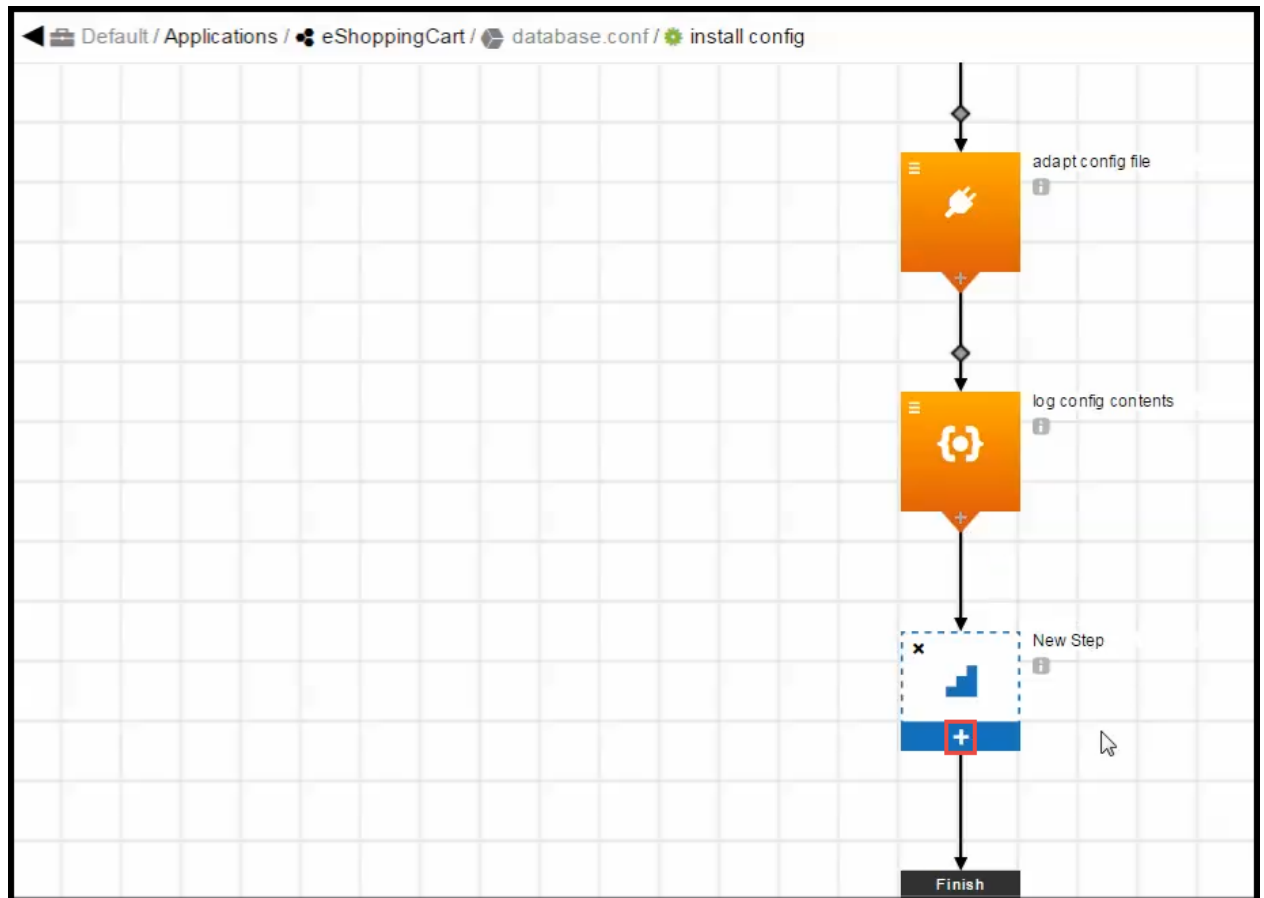 Default / Applications / eShoppingCart / database.conf / install config
adapt config file
log config contents
New Step
Finish